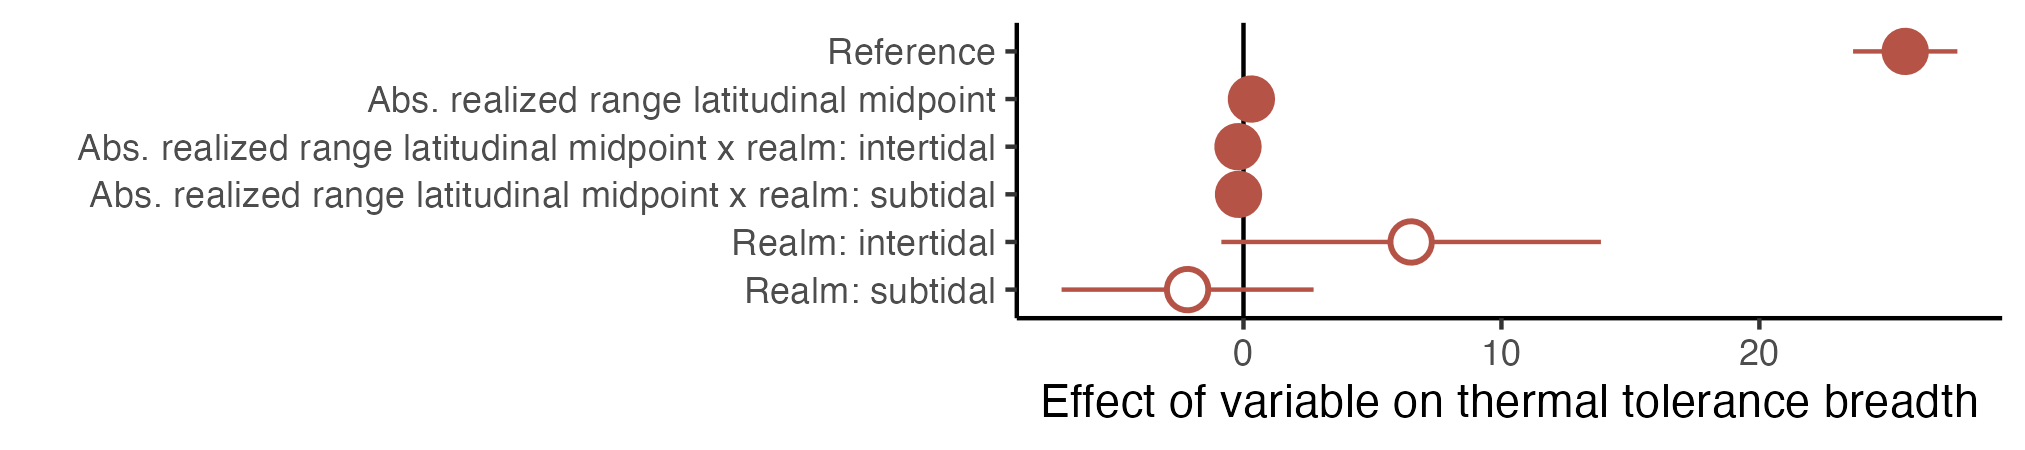 Reference
Abs. realized range latitudinal midpoint
Abs. realized range latitudinal midpoint x realm: intertidal
Abs. realized range latitudinal midpoint x realm: subtidal
Realm: intertidal
Realm: subtidal
0 10 20
Effect of variable on thermal tolerance breadth